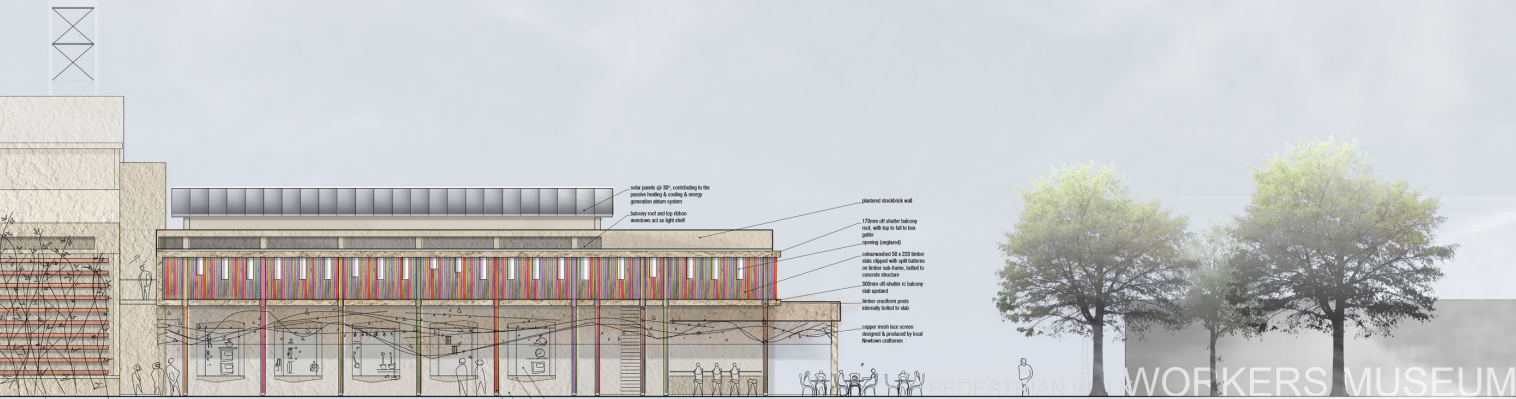 solar panels @ 30°, contributing to the
passive heating & cooling & energy
generation atrium system
balcony roof and top ribbon
wondows act as light shelf
plastered stockbrick wall
170mm off shutter balcony
roof, with top to fall to box
gutter
opening (unglazed)
colourwashed 50 x 220 timber
slats clipped with split battens
on timber sub-frame, bolted to
concrete structure
300mm off-shutter rc balcony
slab upstand
timber cruciform posts
internally bolted to slab
copper mesh lace screen
designed & produced by local
Newtown craftsmen
PEDESTRIAN
WORKERS MUSEUM